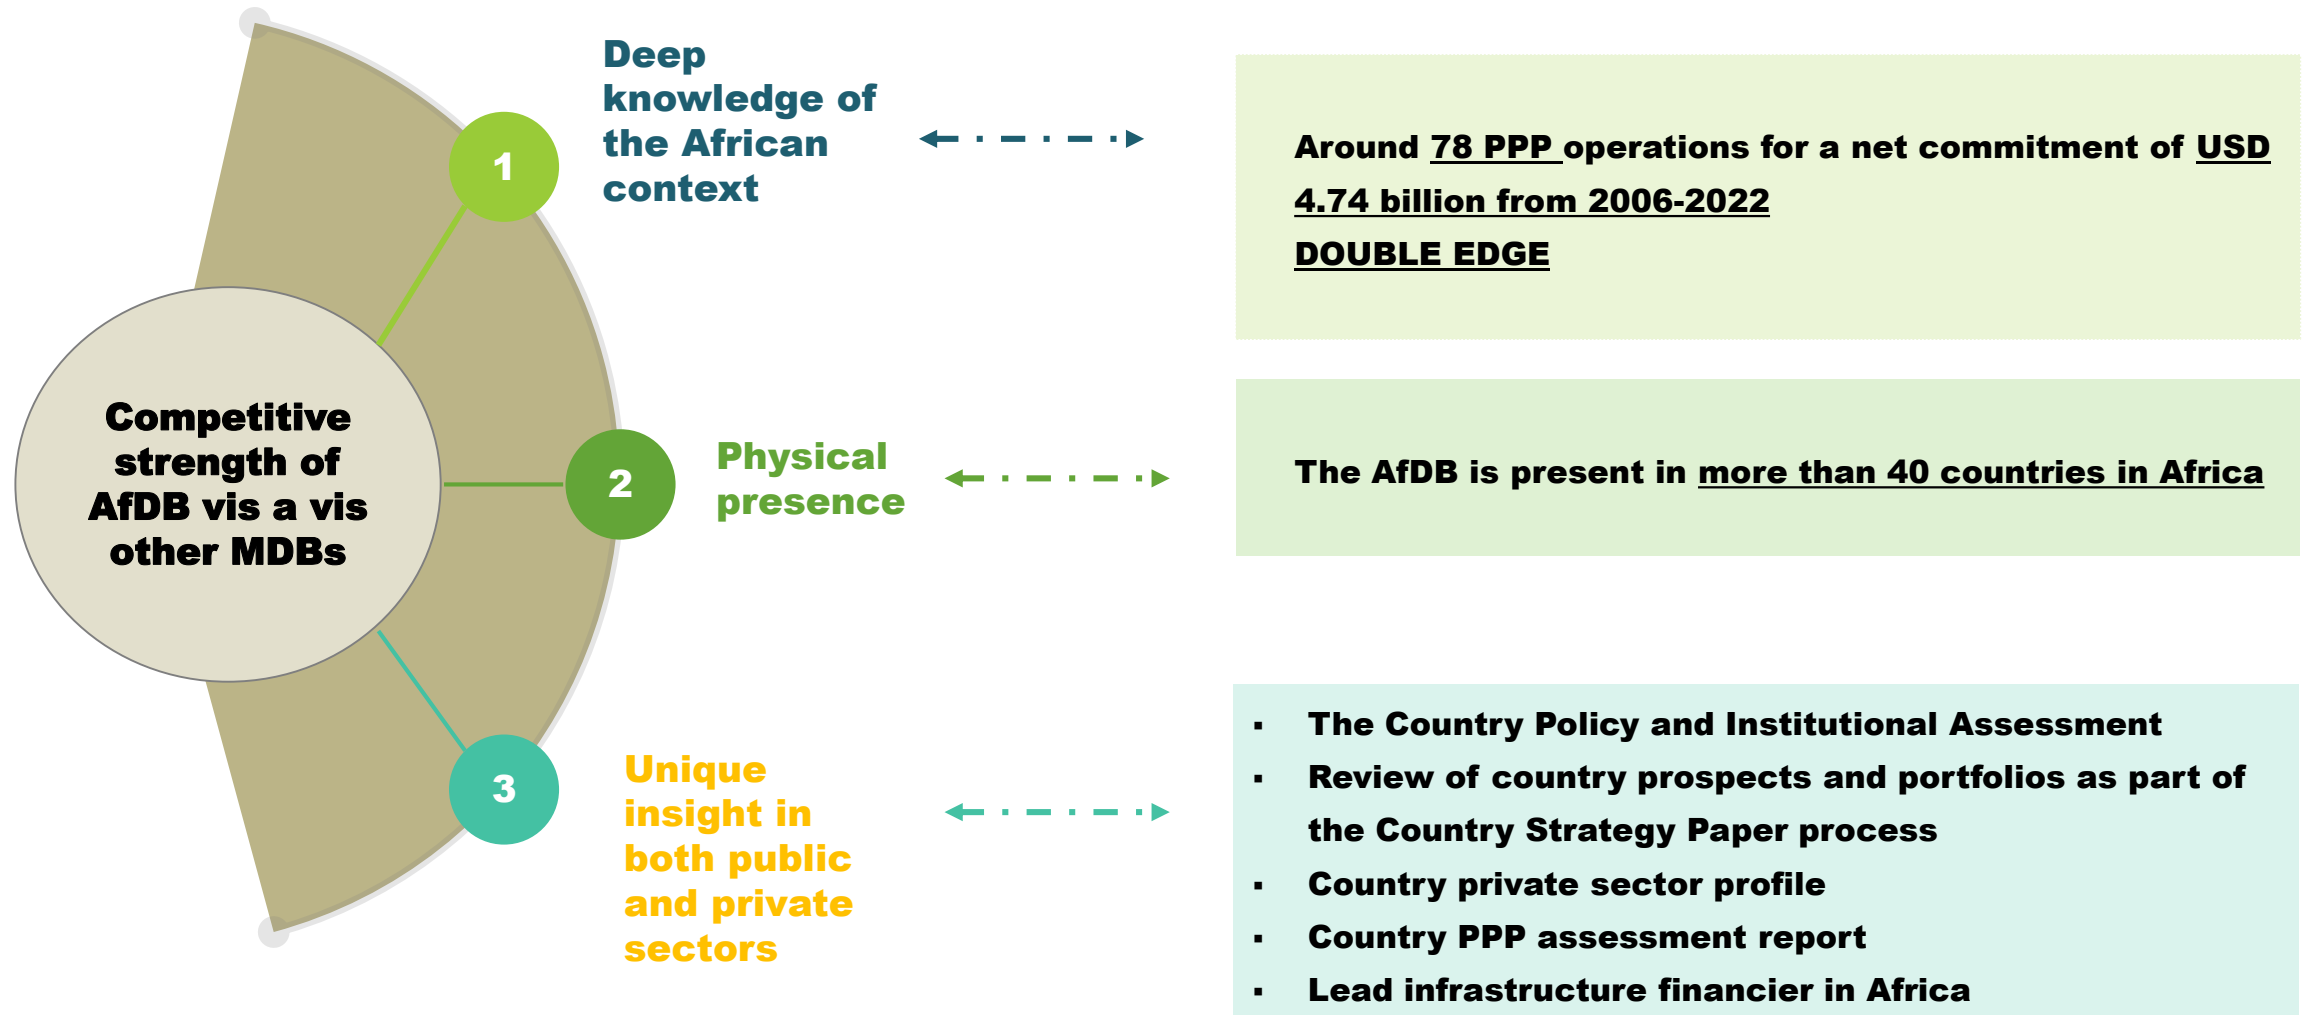 Competitive
strength of
AfDB vis a vis
other MDBs
1
Deep
knowledge of
the African
context
Around 78 PPP operations for a net commitment of USD
4.74 billion from 2006-2022
DOUBLE EDGE
2
Physical
presence
The AfDB is present in more than 40 countries in Africa
3
Unique
insight in
both public
and private
sectors
▪ The Country Policy and Institutional Assessment
▪ Review of country prospects and portfolios as part of
the Country Strategy Paper process
▪ Country private sector profile
▪ Country PPP assessment report
▪ Lead infrastructure financier in Africa